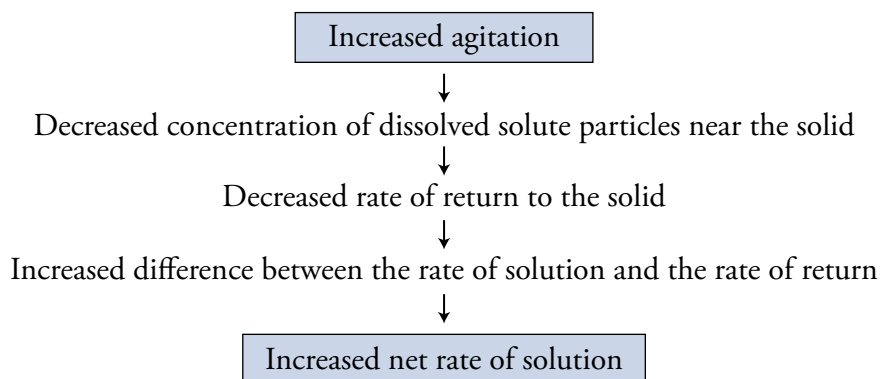 Increased agitation
Decreased concentration of dissolved solute particles near the solid
Decreased rate of return to the solid
Increased difference between the rate of solution and the rate of return
Increased net rate of solution